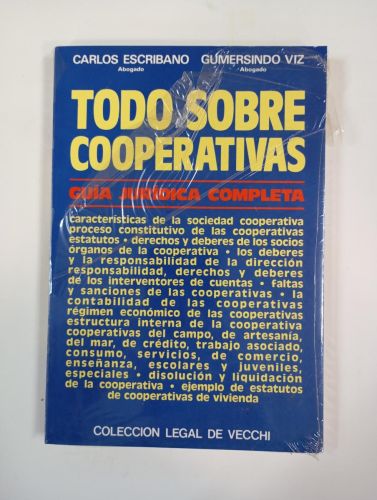 CARLOS ESCRIBANO GUMERSINDO VIZ
Abogado Abogado
TODO SOBRE
COOPERATIVAS
GUIA JURÍDICA COMPLETA
características de la sociedad cooperativa
proceso constitutivo de las cooperativas
estatutos · derechos y deberes de los socios
órganos de la cooperativa · los deberes
y la responsabilidad de la dirección
responsabilidad, derechos y deberes
de los interventores de cuentas · faltas
y sanciones de las cooperativas · la
contabilidad de las cooperativas
régimen económico de las cooperativas
estructura interna de la cooperativa
cooperativas del campo, de artesanía,
del mar, de crédito, trabajo asociado,
consumo, servicios, de comercio,
enseñanza, escolares y juveniles,
especiales · disolución y liquidación
de la cooperativa · ejemplo de estatutos
de cooperativas de vivienda
COLECCION LEGAL DE VECCHI